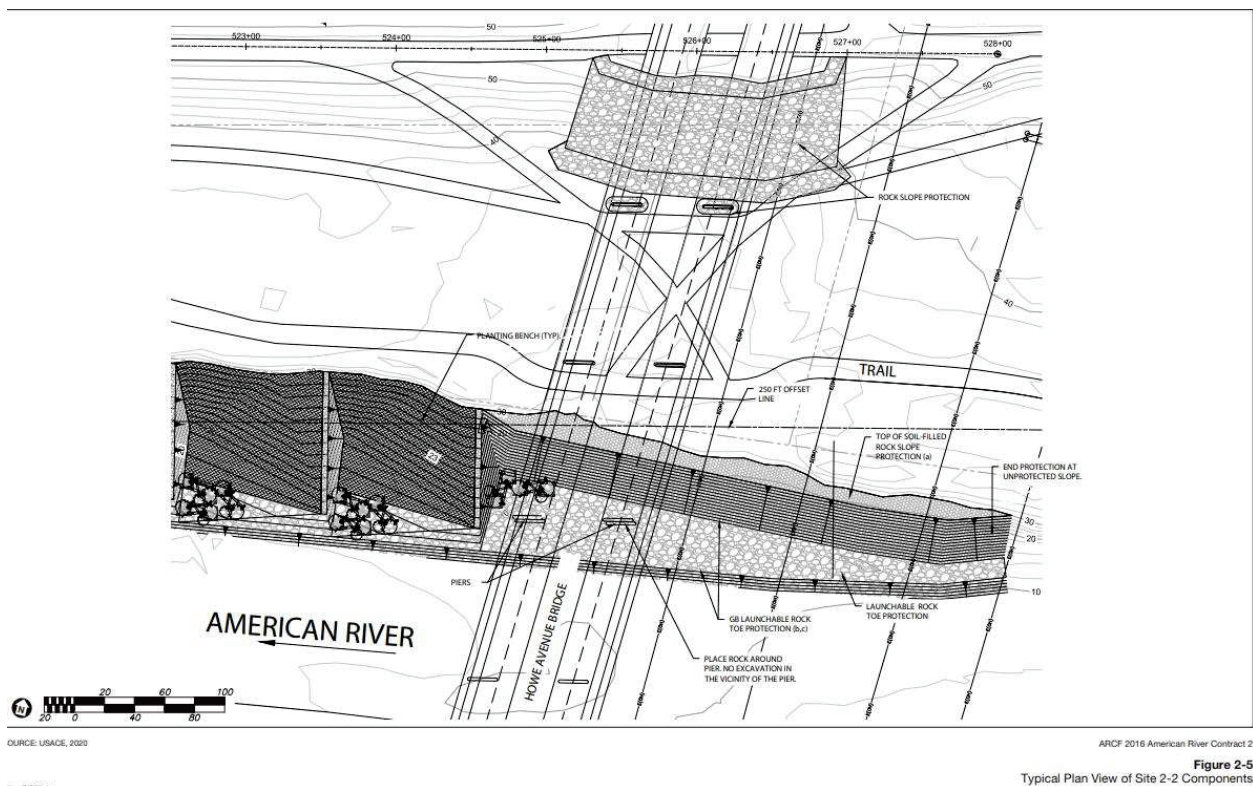 50
523+00
524+00
525+00
526+00
527+00
528+00
50
50
40
40
ROCK SLOPE PROTECTION
40
PLANTING BENCH (TYP)
TRAIL
250 FT OFFSET
LINE
30
TOP OF SOIL-FILLED
ROCK SLOPE
PROTECTION (a)
23
END PROTECTION AT
UNPROTECTED SLOPE.
30
20
10
PIERS
LAUNCHABLE ROCK
TOE PROTECTION
GB LAUNCHABLE ROCK
TOE PROTECTION (b,c)
AMERICAN RIVER
HOWE AVENUE BRIDGE
PLACE ROCK AROUND
PIER. NO EXCAVATION IN
THE VICINITY OF THE PIER.
N
20 60 100
20 0 40 80
OURCE: USACE, 2020
ARCF 2016 American River Contract 2
Figure 2-5
Typical Plan View of Site 2-2 Components